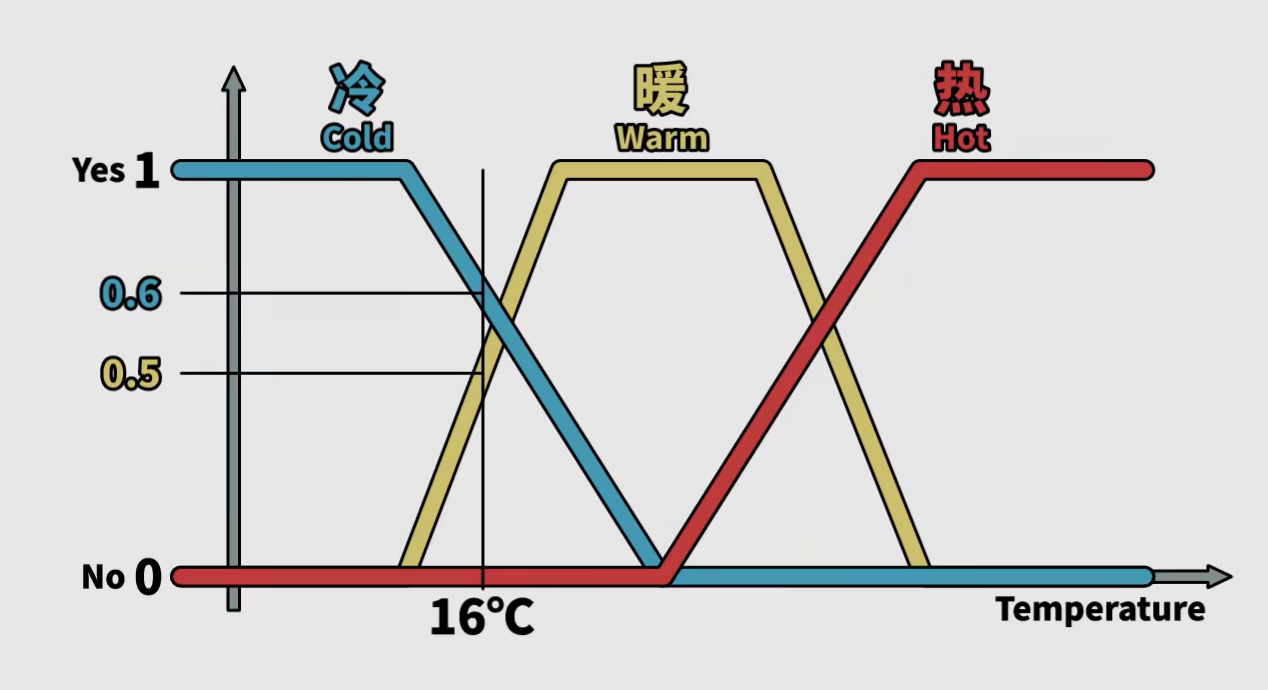 冷
Cold
暖
Warm
热
Hot
Yes 1
0.6
0.5
No 0
16°C
Temperature